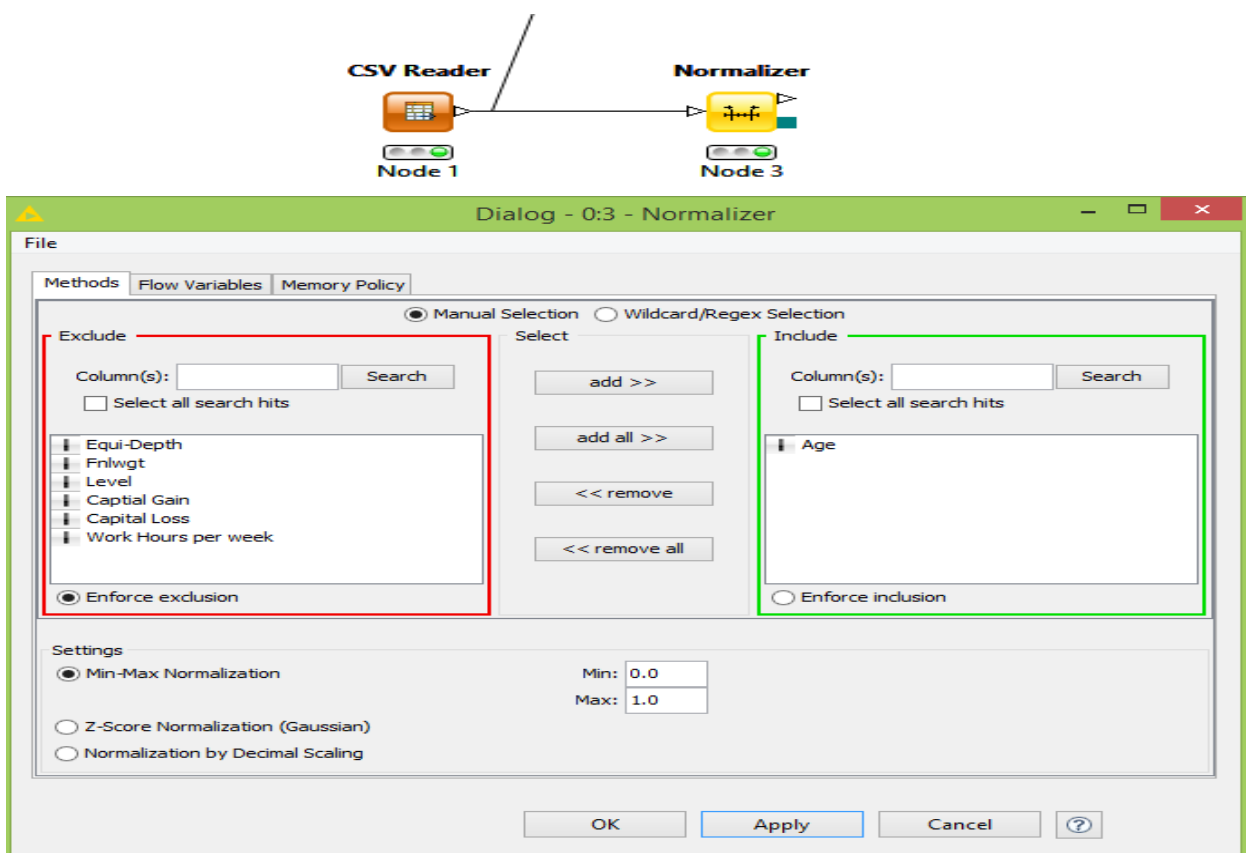 CSV Reader
Normalizer
Node 1
Node 3
Dialog - 0:3 - Normalizer
File
Methods
Flow Variables
Memory Policy
Manual Selection
Wildcard/Regex Selection
Exclude
Column(s):
Search
Select all search hits
Equi-Depth
Fnlwgt
Level
Captial Gain
Capital Loss
Work Hours per week
Enforce exclusion
Select
add >>
add all >>
<< remove
<< remove all
Include
Column(s):
Search
Select all search hits
Age
Enforce inclusion
Settings
Min-Max Normalization
Min: 0.0
Max: 1.0
Z-Score Normalization (Gaussian)
Normalization by Decimal Scaling
OK
Apply
Cancel
?